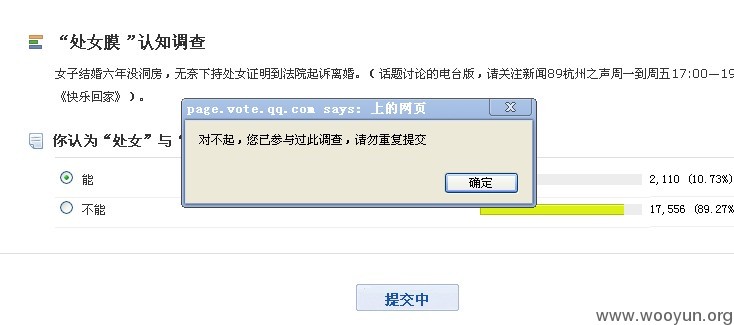 “处女膜”认知调查
女子结婚六年没洞房，无奈下持处女证明到法院起诉离婚。（话题讨论的电台版，请关注新闻89杭州之声周一到周五17:00—19
《快乐回家》）。
page.vote.qq.com says: 上的网页
对不起，您已参与过此调查，请勿重复提交
确定
你认为“处女”与“
能 2,110 (10.73%)
不能 17,556 (89.27%
提交中
www.wooyun.org